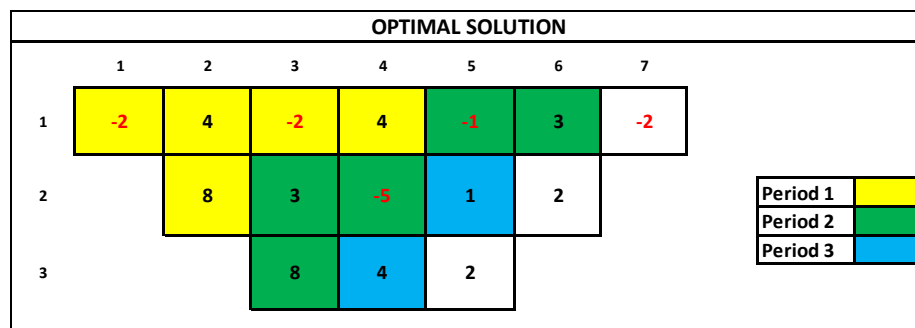 OPTIMAL SOLUTION
1 2 3 4 5 6 7
1 -2 4 -2 4 -1 3 -2
2 8 3 -5 1 2
Period 1
Period 2
Period 3
3 8 4 2